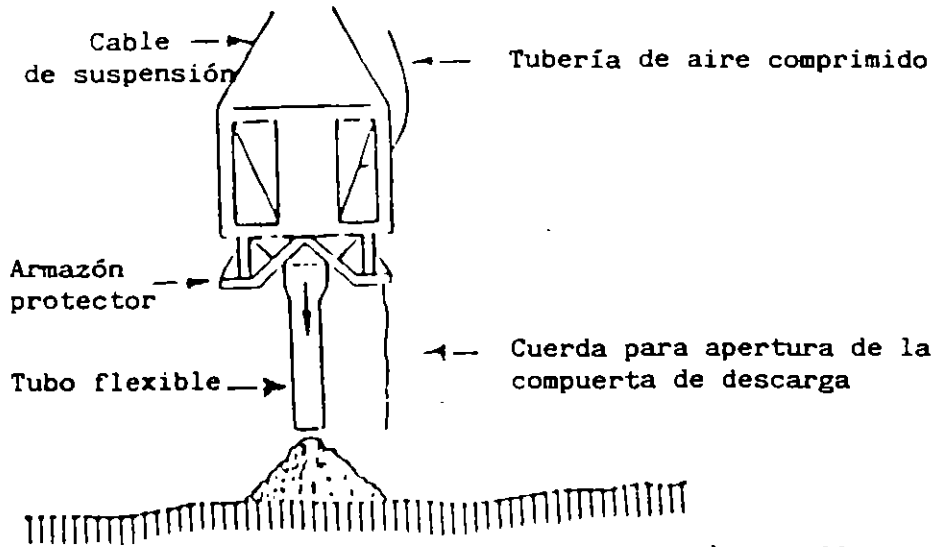 Cable
de suspensión
Tubería de aire comprimido
Armazón
protector
Cuerda para apertura de la
compuerta de descarga
Tubo flexible